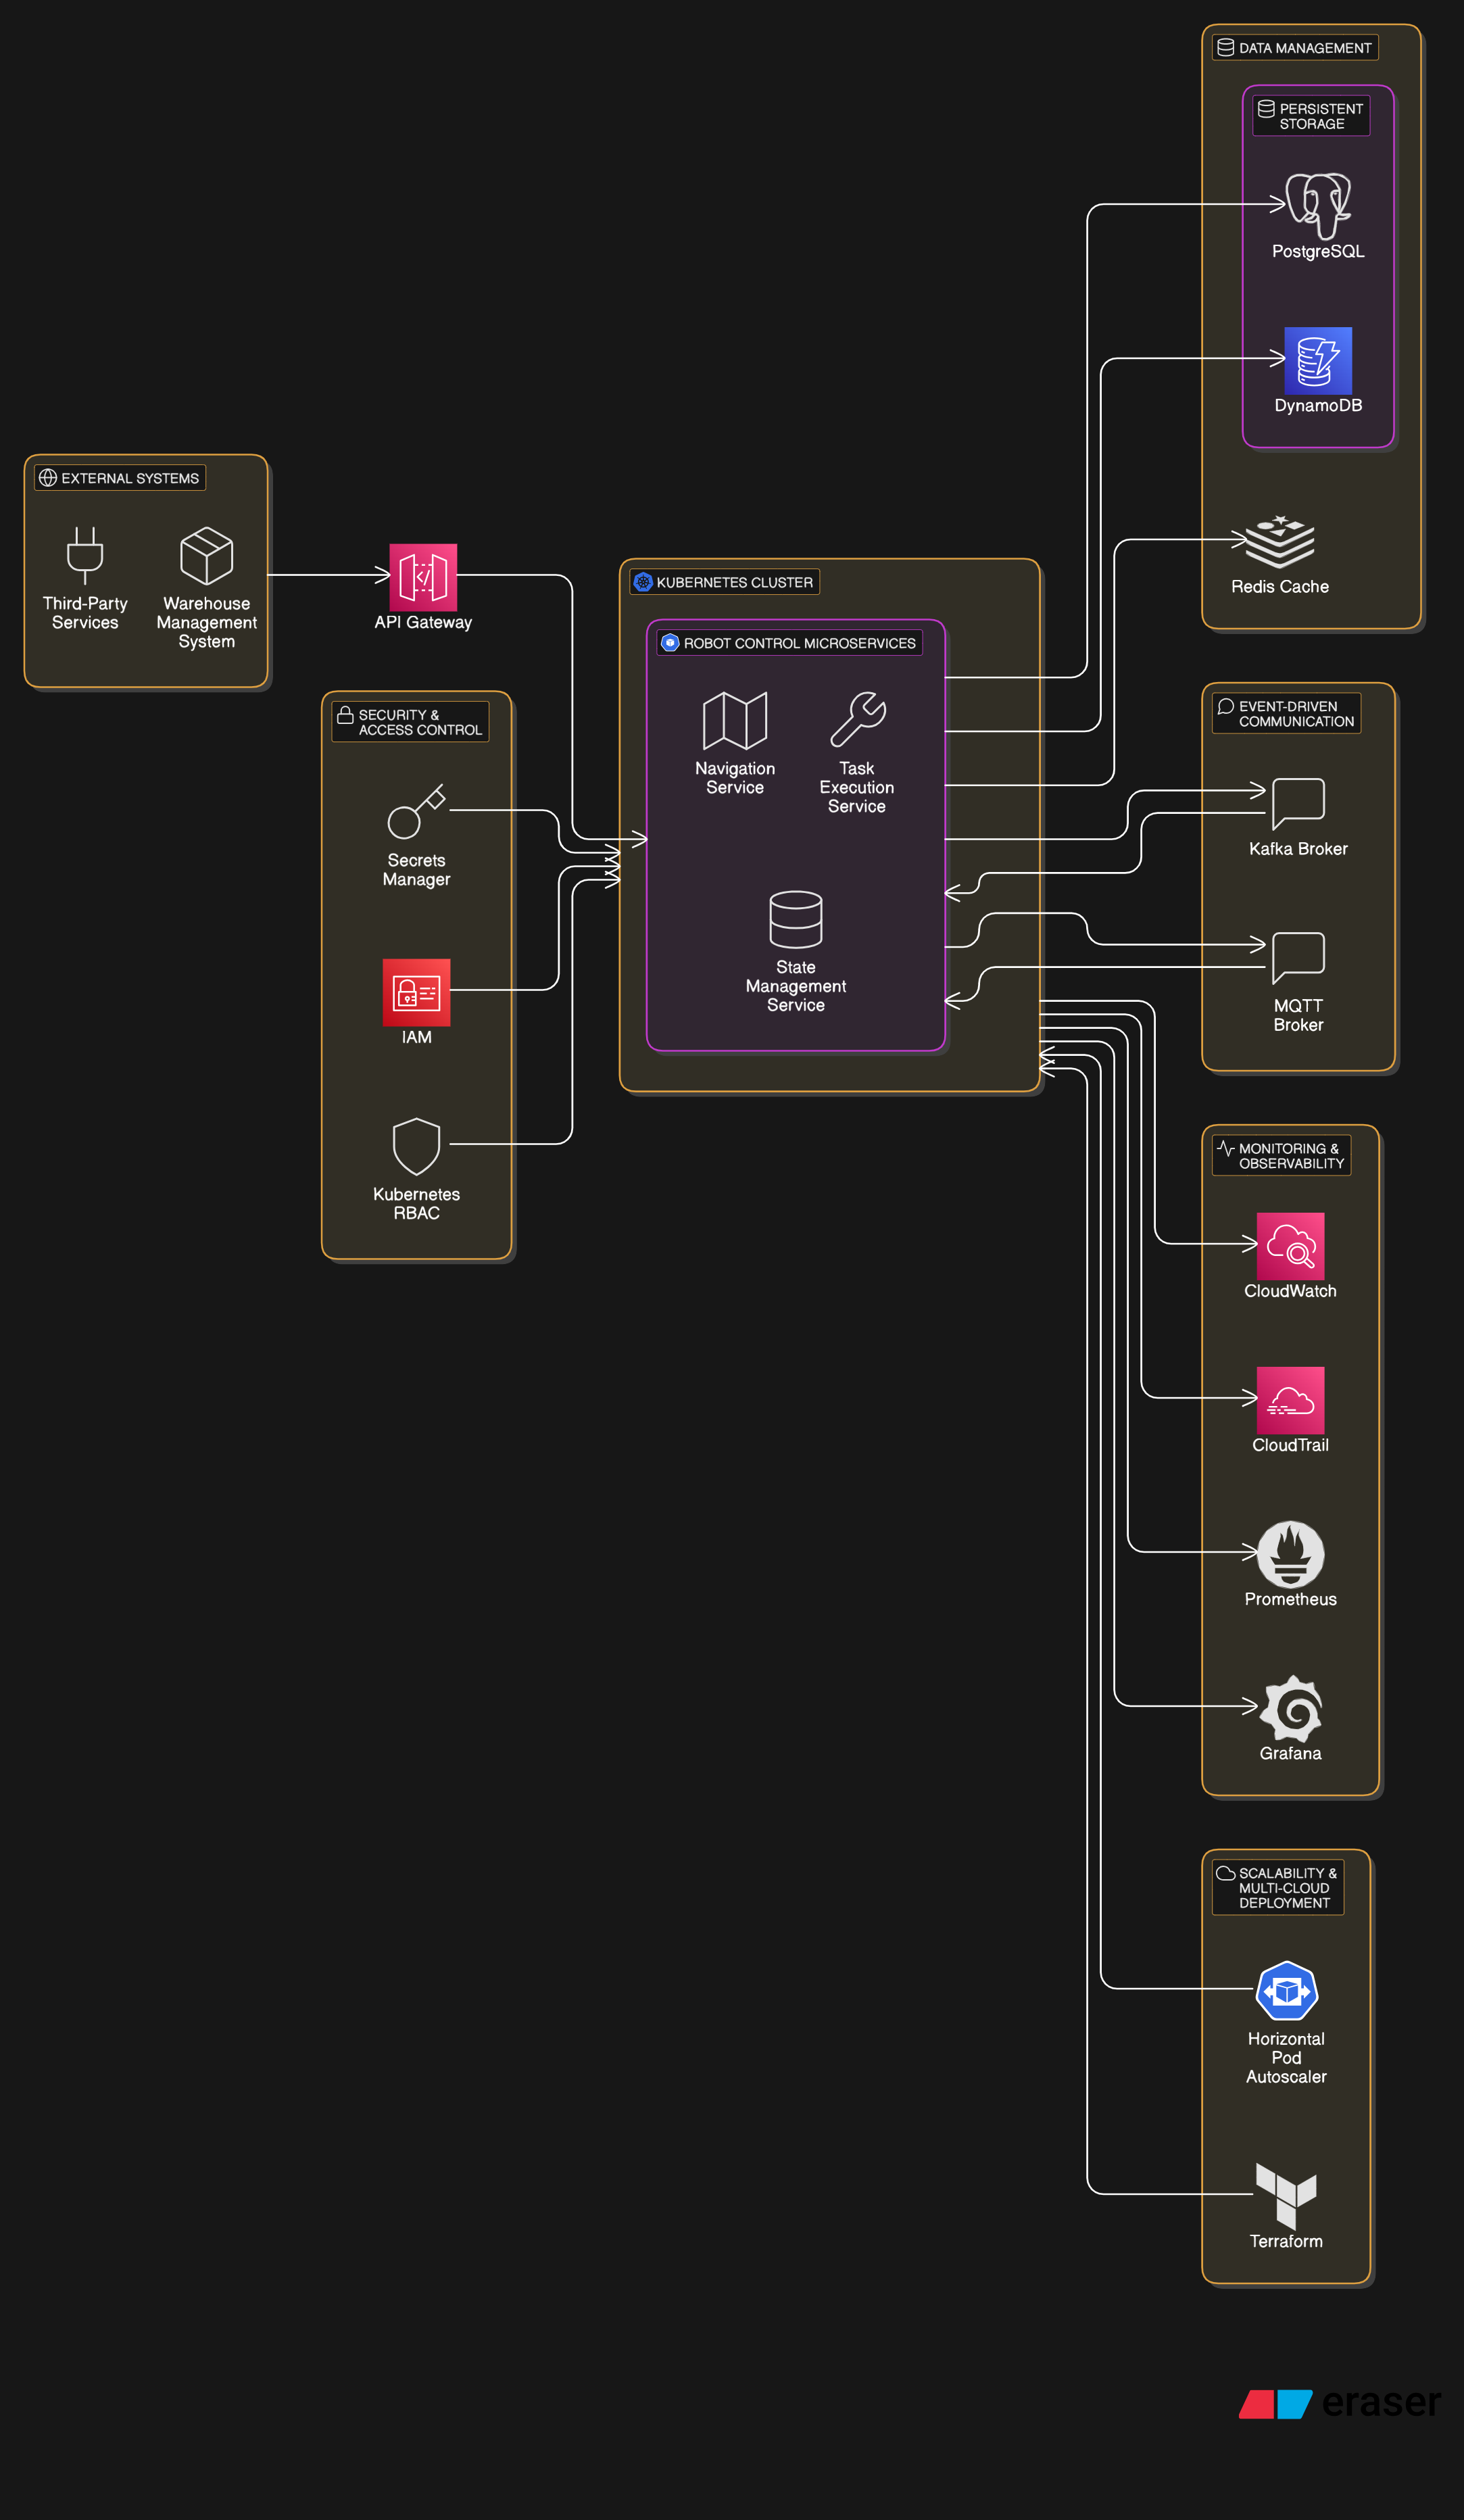 DATA MANAGEMENT
PERSISTENT
STORAGE
PostgreSQL
DynamoDB
Redis Cache
EXTERNAL SYSTEMS
Third-Party
Services
Warehouse
Management
System
API Gateway
SECURITY &
ACCESS CONTROL
Secrets
Manager
IAM
Kubernetes
RBAC
KUBERNETES CLUSTER
ROBOT CONTROL MICROSERVICES
Navigation
Service
Task
Execution
Service
State
Management
Service
EVENT-DRIVEN
COMMUNICATION
Kafka Broker
MQTT
Broker
MONITORING &
OBSERVABILITY
CloudWatch
CloudTrail
Prometheus
Grafana
SCALABILITY &
MULTI-CLOUD
DEPLOYMENT
Horizontal
Pod
Autoscaler
Terraform
eraser